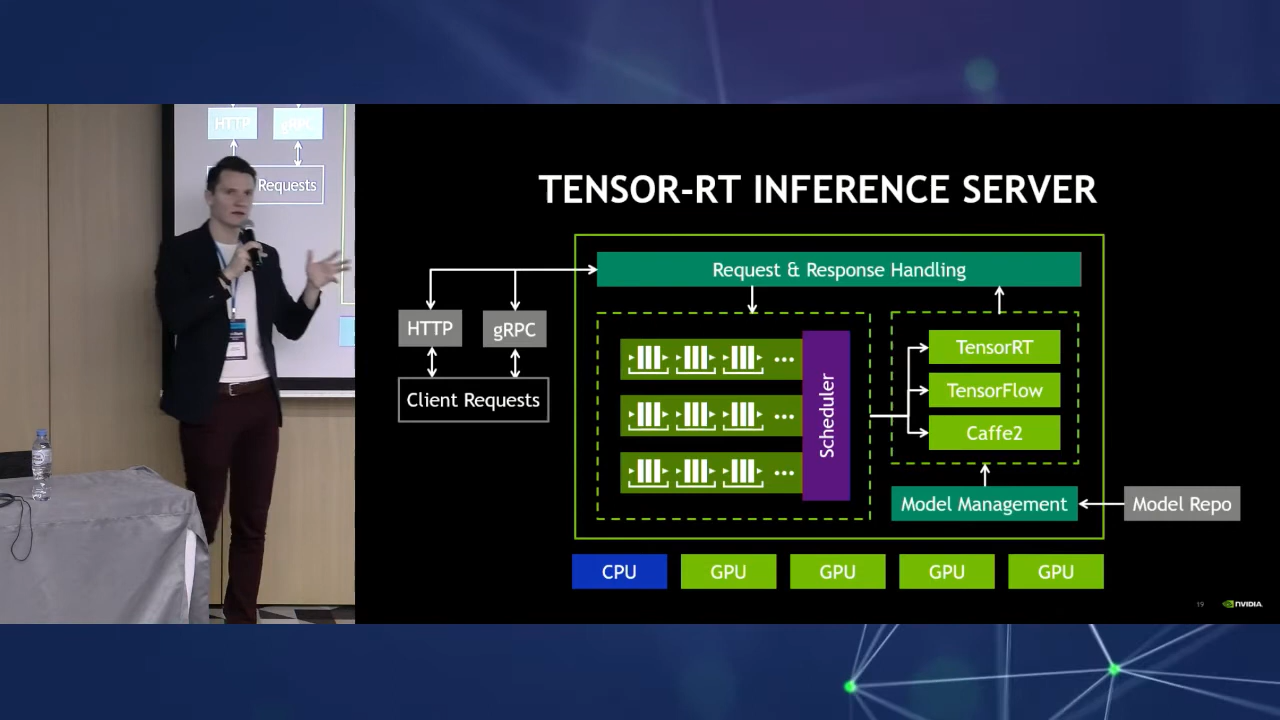 HTTP
gRPC
Requests
TENSOR-RT INFERENCE SERVER
Request & Response Handling
HTTP
gRPC
Client Requests
Scheduler
TensorRT
TensorFlow
Caffe2
Model Management
Model Repo
CPU
GPU
GPU
GPU
GPU
19
NVIDIA.